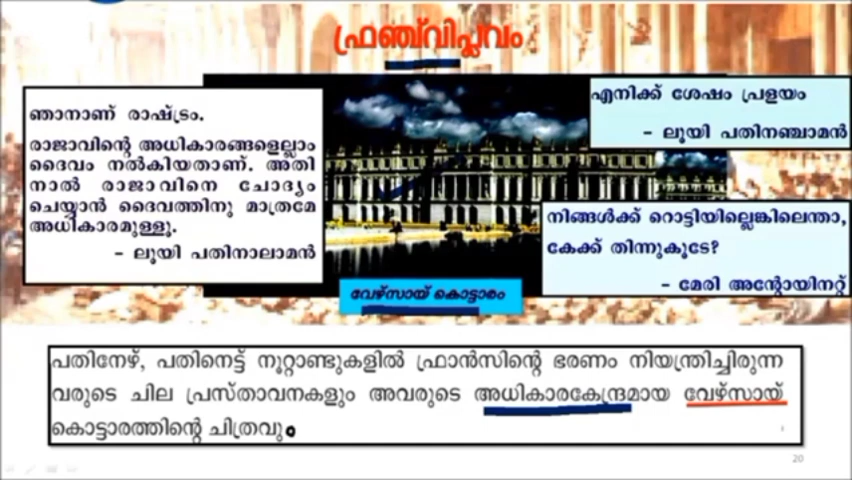 ഫ്രഞ്ച്‌വിപ്ലവം
ഞാനാണ് രാഷ്ട്രം.
രാജാവിന്റെ അധികാരങ്ങളെല്ലാം
ദൈവം നൽകിയതാണ്. അതി
നാൽ രാജാവിനെ ചോദ്യം
ചെയ്യാൻ ദൈവത്തിനു മാത്രമേ
അധികാരമുള്ളൂ.
- ലൂയി പതിനാലാമൻ
എനിക്ക് ശേഷം പ്രളയം
- ലൂയി പതിനഞ്ചാമൻ
നിങ്ങൾക്ക് റൊട്ടിയില്ലെങ്കിലെന്താ,
കേക്ക് തിന്നുകൂടേ?
- മേരി അന്റോയിനറ്റ്
വേഴ്സായ് കൊട്ടാരം
പതിനേഴ്, പതിനെട്ട് നൂറ്റാണ്ടുകളിൽ ഫ്രാൻസിന്റെ ഭരണം നിയന്ത്രിച്ചിരുന്ന
വരുടെ ചില പ്രസ്താവനകളും അവരുടെ അധികാരകേന്ദ്രമായ വേഴ്സായ്
കൊട്ടാരത്തിന്റെ ചിത്രവും
20